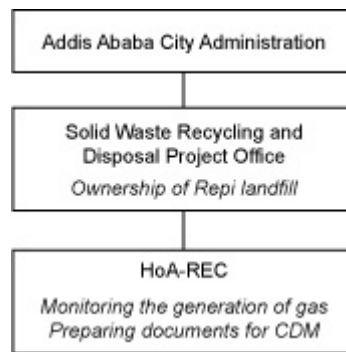 Addis Ababa City Administration
Solid Waste Recycling and
Disposal Project Office
Ownership of Repi landfill
HoA-REC
Monitoring the generation of gas
Preparing documents for CDM